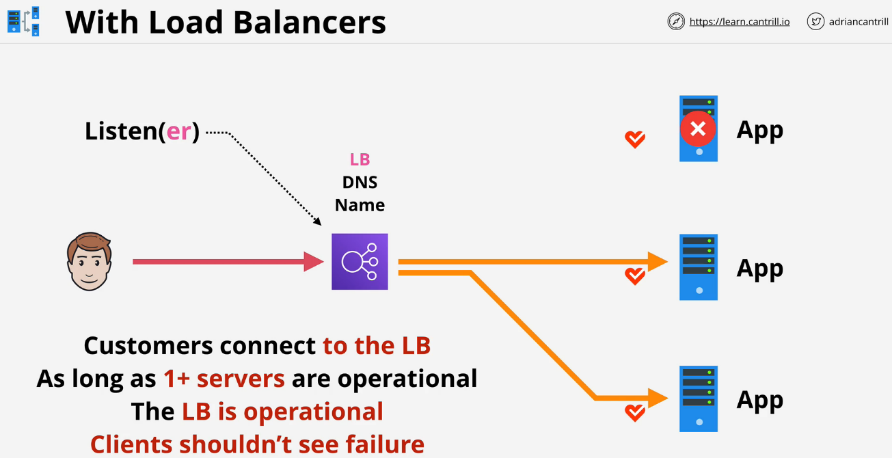 With Load Balancers
https://learn.cantrill.io
adriancantrill
Listen(er)
LB
DNS
Name
App
App
App
Customers connect to the LB
As long as 1+ servers are operational
The LB is operational
Clients shouldn’t see failure